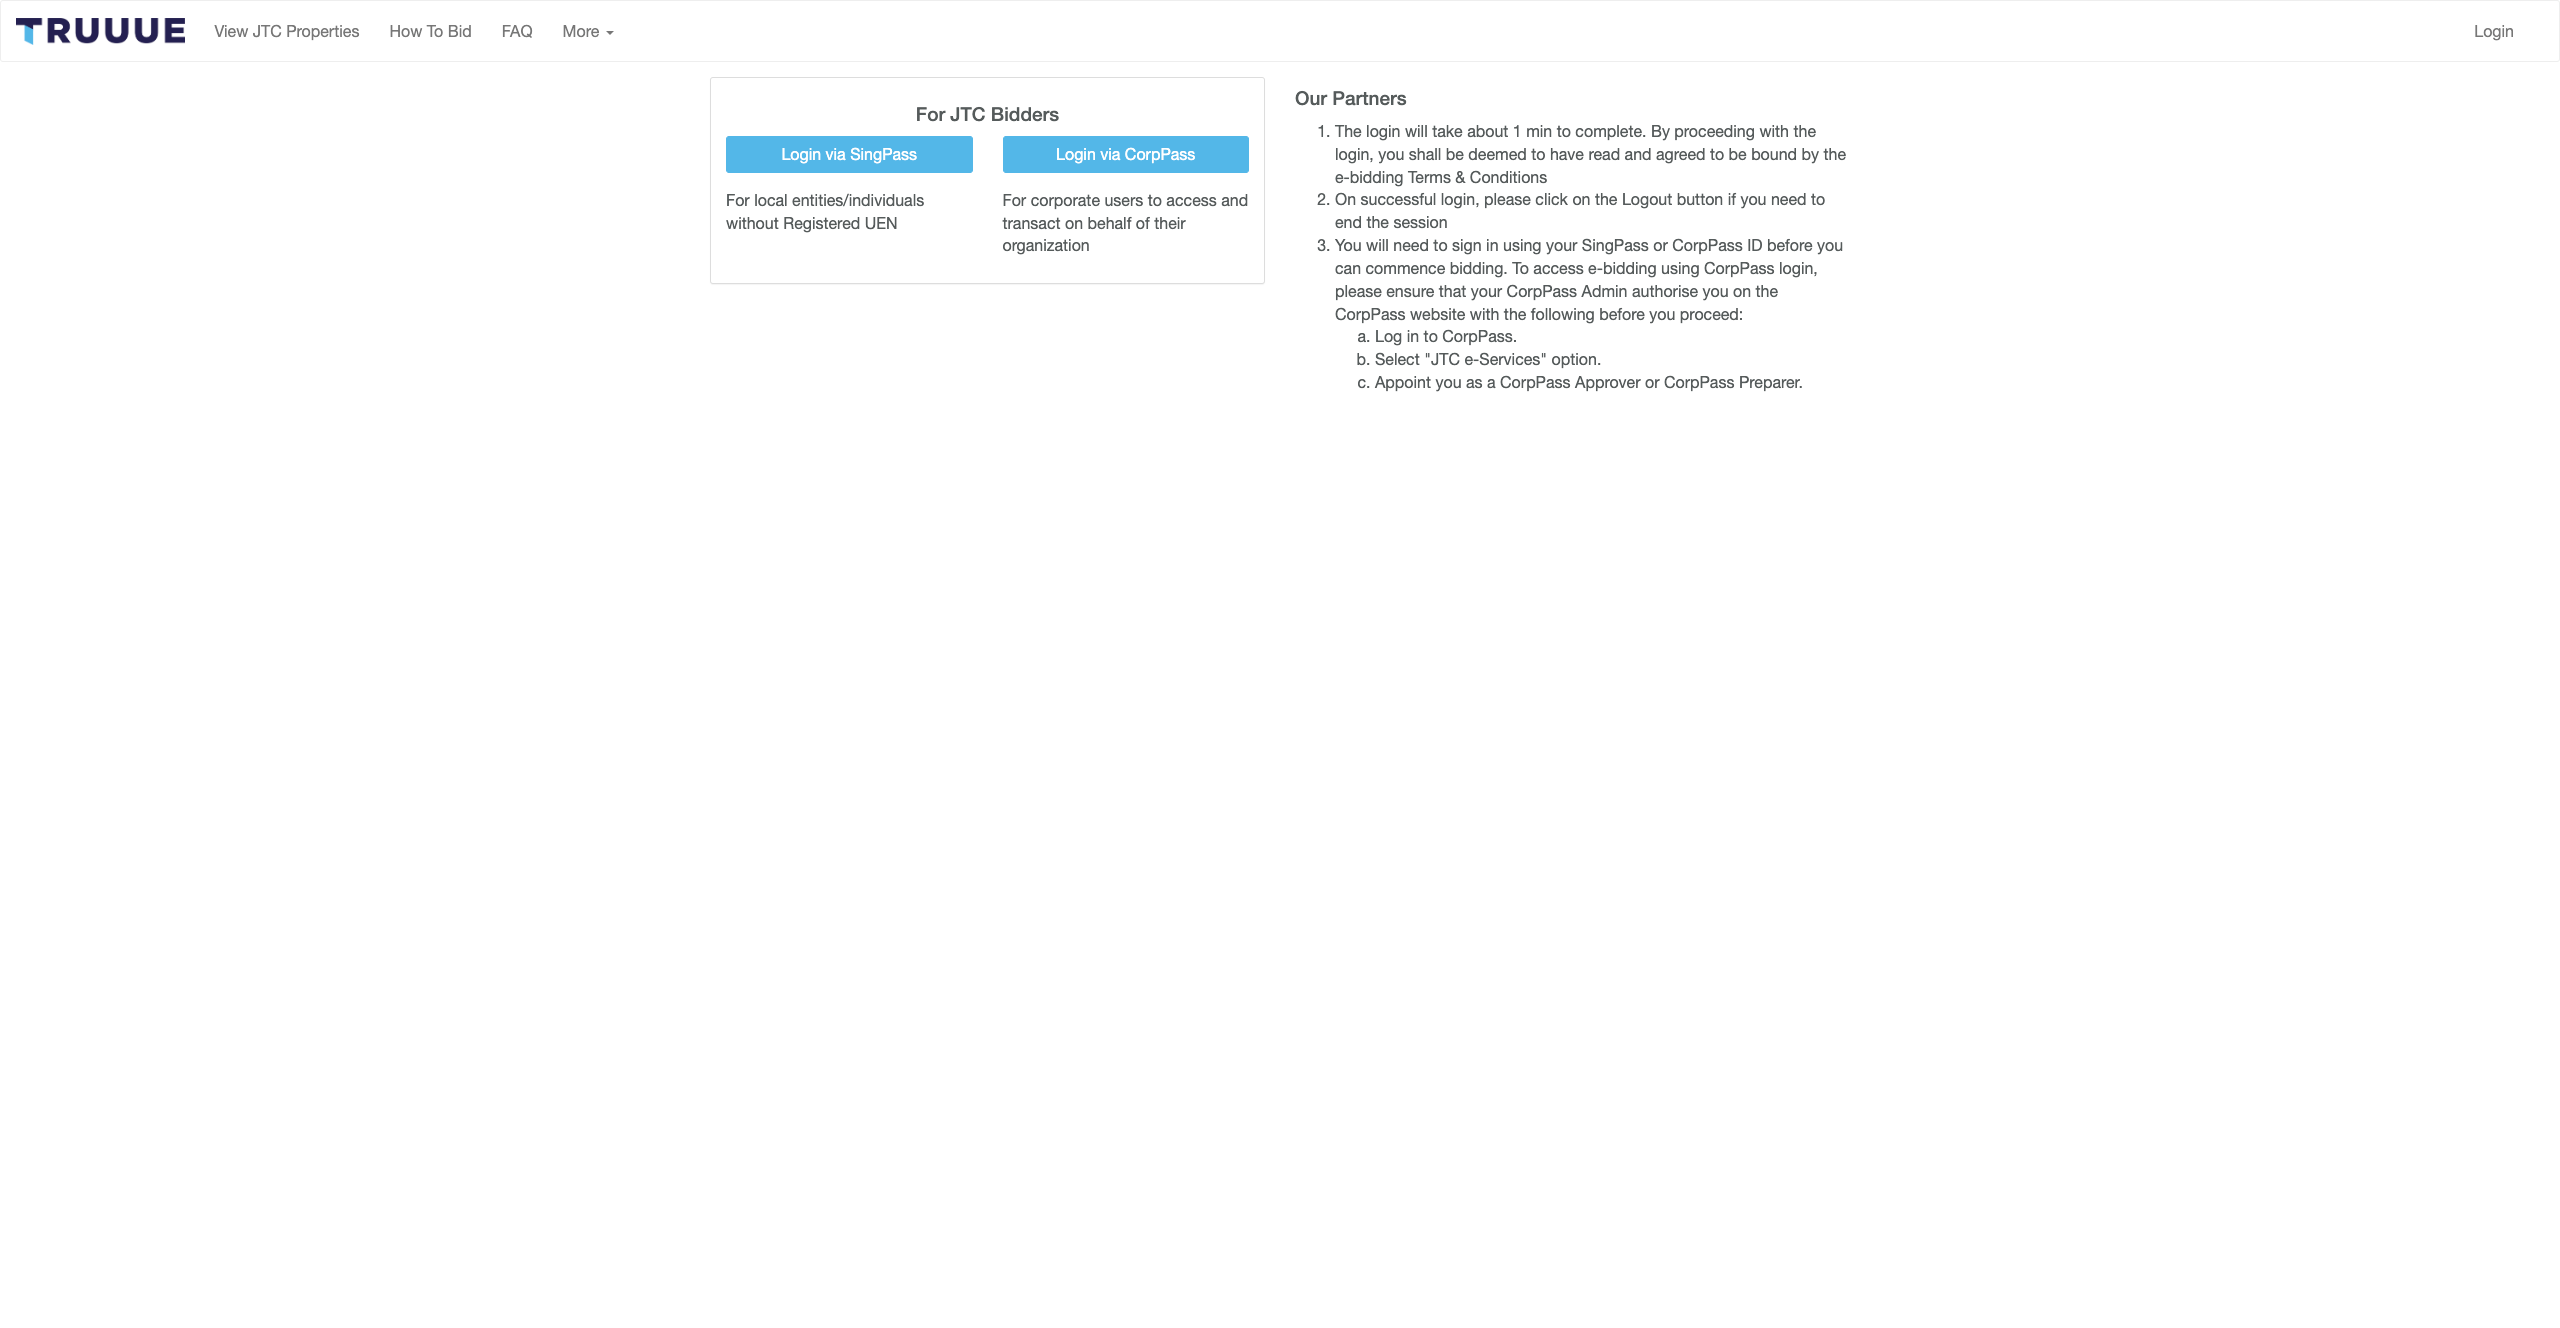 TRUUUE View JTC Properties How To Bid FAQ More Login
For JTC Bidders
Login via SingPass
For local entities/individuals
without Registered UEN
Login via CorpPass
For corporate users to access and
transact on behalf of their
organization
Our Partners
1. The login will take about 1 min to complete. By proceeding with the
login, you shall be deemed to have read and agreed to be bound by the
e-bidding Terms & Conditions
2. On successful login, please click on the Logout button if you need to
end the session
3. You will need to sign in using your SingPass or CorpPass ID before you
can commence bidding. To access e-bidding using CorpPass login,
please ensure that your CorpPass Admin authorise you on the
CorpPass website with the following before you proceed:
a. Log in to CorpPass.
b. Select "JTC e-Services" option.
c. Appoint you as a CorpPass Approver or CorpPass Preparer.